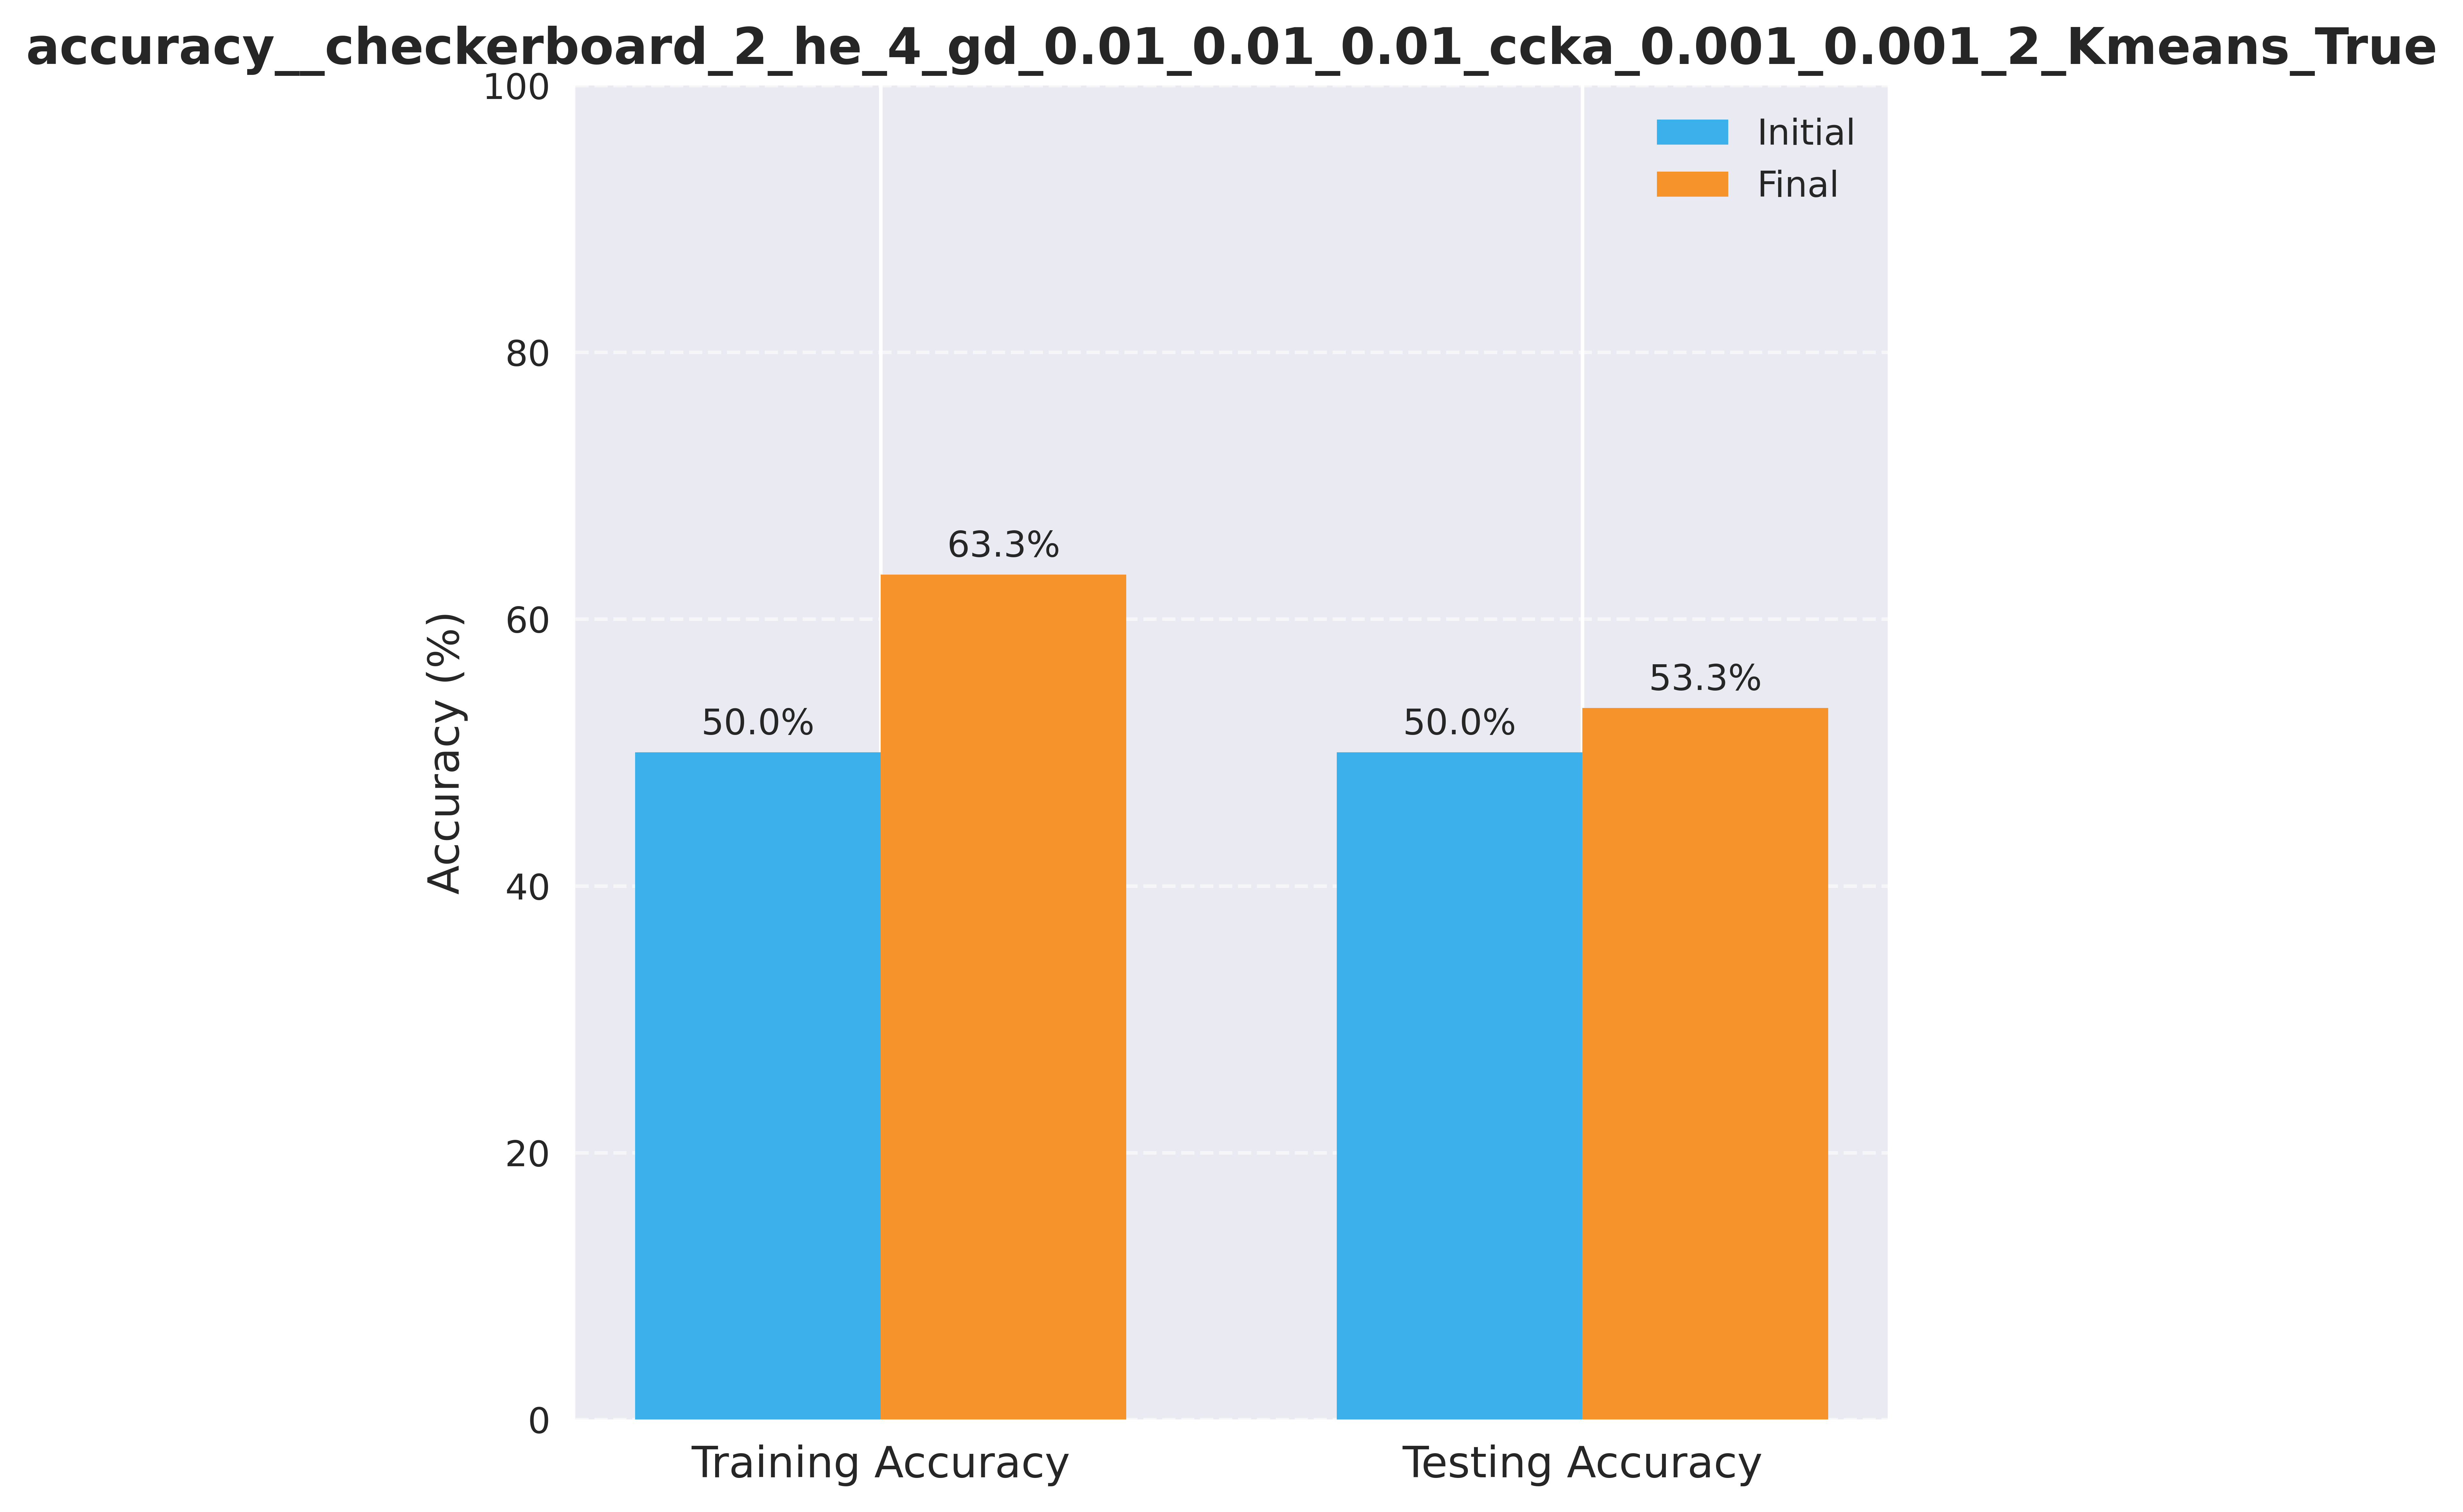 accuracy__checkerboard_2_he_4_gd_0.01_0.01_0.01_ccka_0.001_0.001_2_Kmeans_True
100
80
60
40
20
0
Accuracy (%)
Initial
Final
50.0%
63.3%
50.0%
53.3%
Training Accuracy
Testing Accuracy